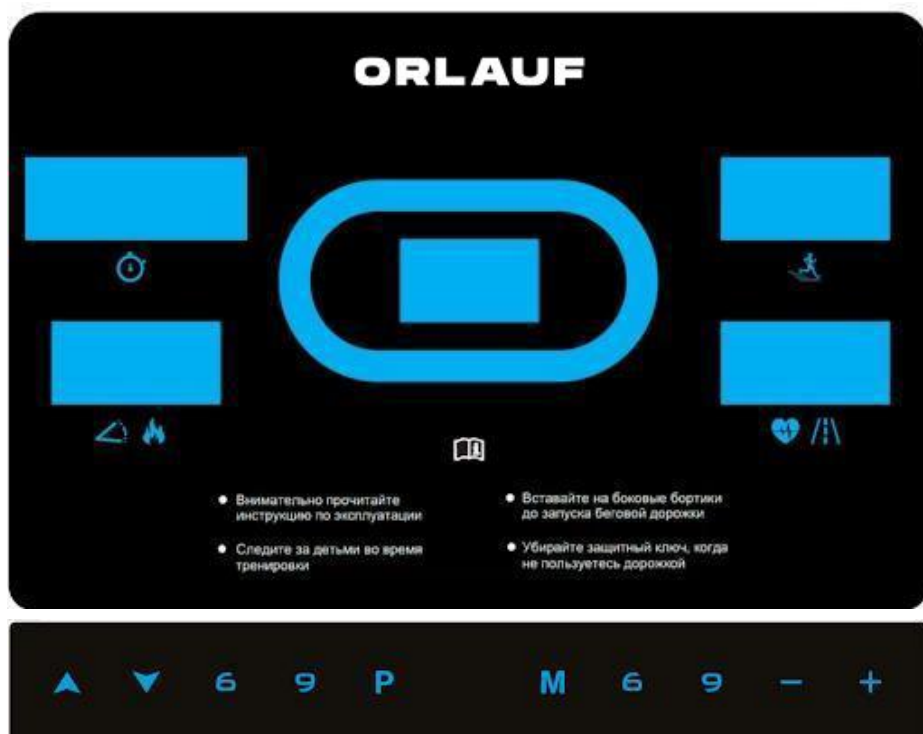 ORLAUF
Внимательно прочитайте
инструкцию по эксплуатации
Следите за детьми во время
тренировки
Вставайте на боковые бортики
до запуска беговой дорожки
Убирайте защитный ключ, когда
не пользуетесь дорожкой
6 9 P M 6 9 − +